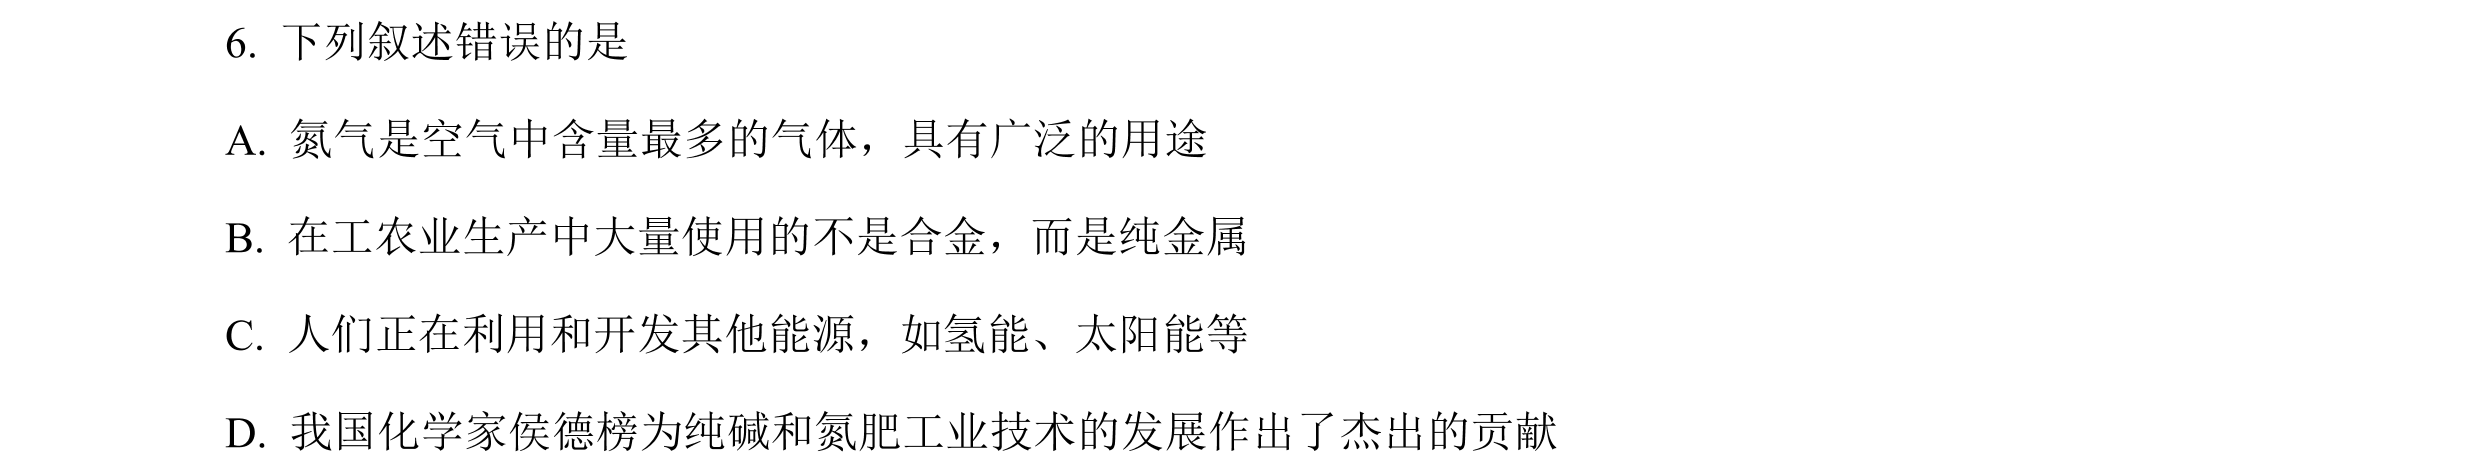 6. 下列叙述错误的是
A. 氮气是空气中含量最多的气体，具有广泛的用途
B. 在工农业生产中大量使用的不是合金，而是纯金属
C. 人们正在利用和开发其他能源，如氢能、太阳能等
D. 我国化学家侯德榜为纯碱和氮肥工业技术的发展作出了杰出的贡献